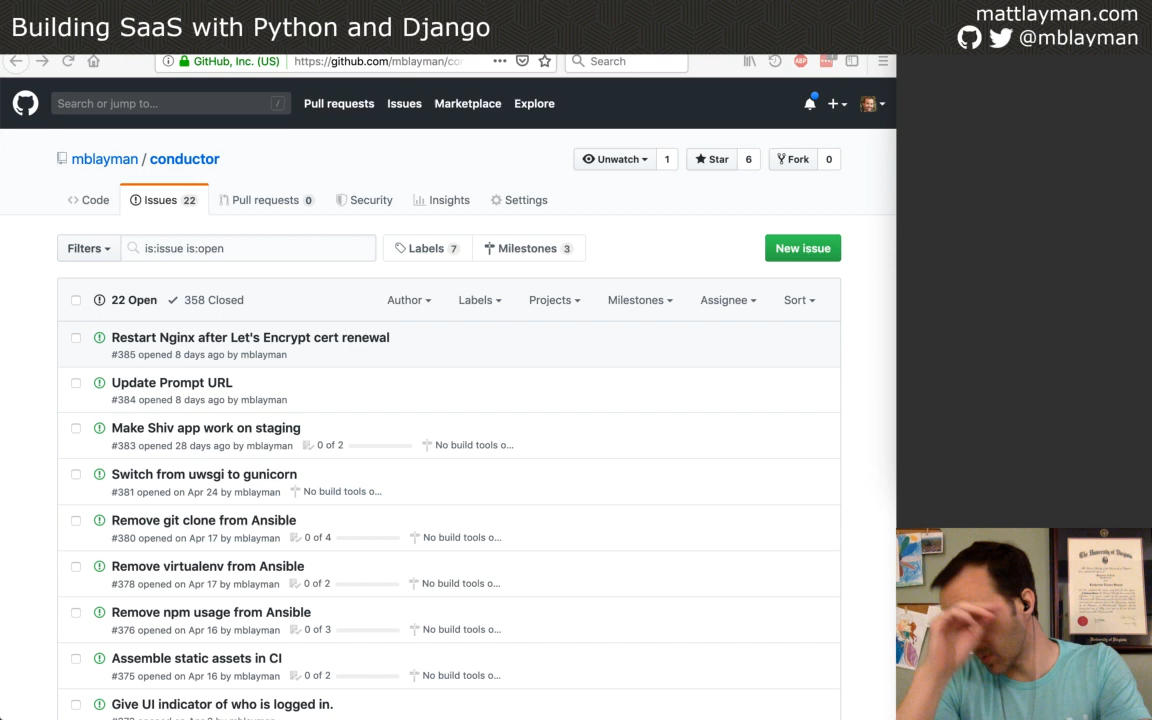 Building SaaS with Python and Django
mattlayman.com
@mblayman
GitHub, Inc. (US)
https://github.com/mblayman/cor
Search
ABP
Search or jump to...
/
Pull requests
Issues
Marketplace
Explore
mblayman / conductor
Unwatch 1
Star 6
Fork 0
Code
Issues 22
Pull requests 0
Security
Insights
Settings
Filters
is:issue is:open
Labels 7
Milestones 3
New issue
22 Open
358 Closed
Author
Labels
Projects
Milestones
Assignee
Sort
Restart Nginx after Let's Encrypt cert renewal
#385 opened 8 days ago by mblayman
Update Prompt URL
#384 opened 8 days ago by mblayman
Make Shiv app work on staging
#383 opened 28 days ago by mblayman 0 of 2 No build tools o...
Switch from uwsgi to gunicorn
#381 opened on Apr 24 by mblayman No build tools o...
Remove git clone from Ansible
#380 opened on Apr 17 by mblayman 0 of 4 No build tools o...
Remove virtualenv from Ansible
#378 opened on Apr 17 by mblayman 0 of 2 No build tools o...
Remove npm usage from Ansible
#376 opened on Apr 16 by mblayman 0 of 3 No build tools o...
Assemble static assets in CI
#375 opened on Apr 16 by mblayman 0 of 2 No build tools o...
Give UI indicator of who is logged in.
The University of Virginia